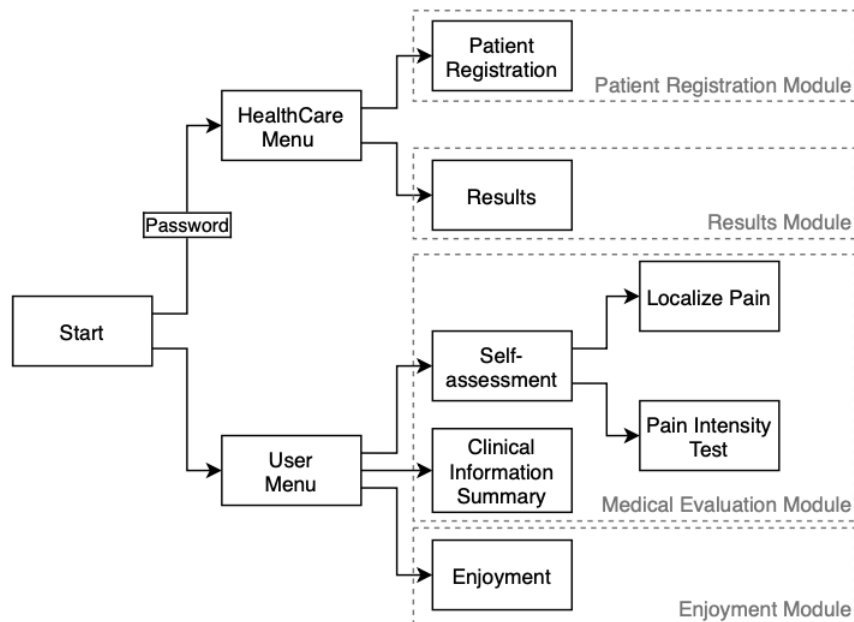 Patient
Registration
Patient Registration Module
HealthCare
Menu
Results
Results Module
Password
Start
Localize Pain
Self-
assessment
Pain Intensity
Test
User
Menu
Clinical
Information
Summary
Medical Evaluation Module
Enjoyment
Enjoyment Module